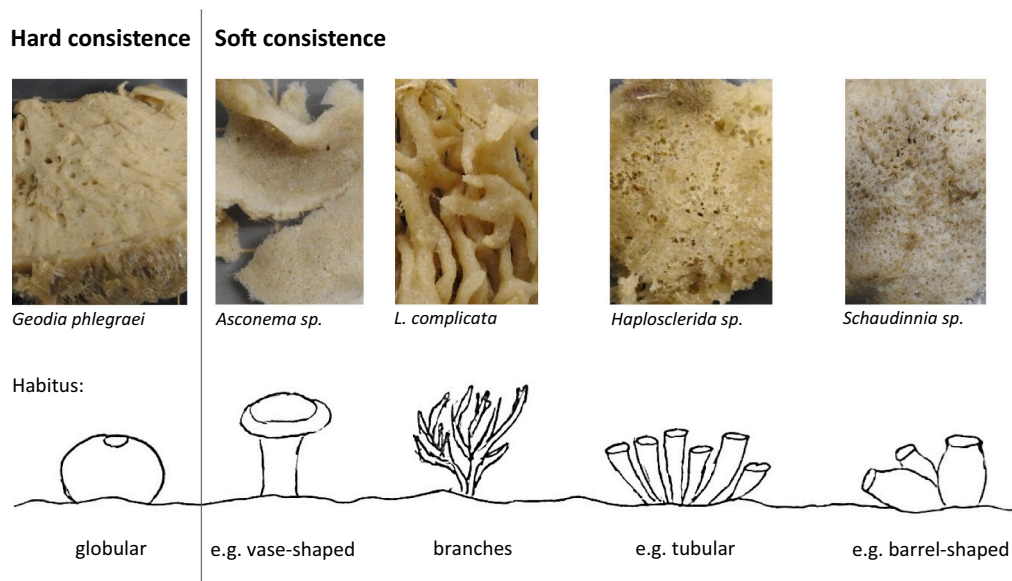 Hard consistence
Soft consistence
Geodia phlegraei
Asconema sp.
L. complicata
Haplosclerida sp.
Schaudinnia sp.
Habitus:
globular
e.g. vase-shaped
branches
e.g. tubular
e.g. barrel-shaped